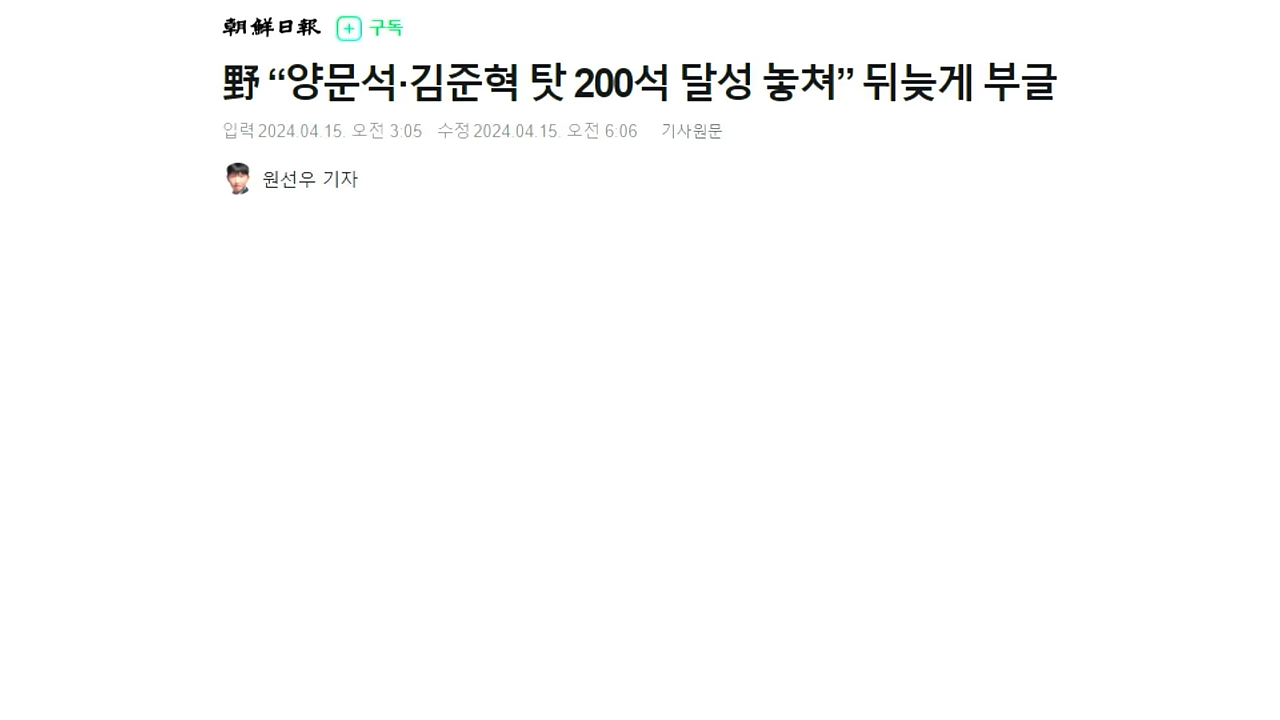 朝鮮日報 + 구독
野 “양문석·김준혁 탓 200석 달성 놓쳐” 뒤늦게 부글
입력 2024.04.15. 오전 3:05 수정 2024.04.15. 오전 6:06 기사원문
원선우 기자